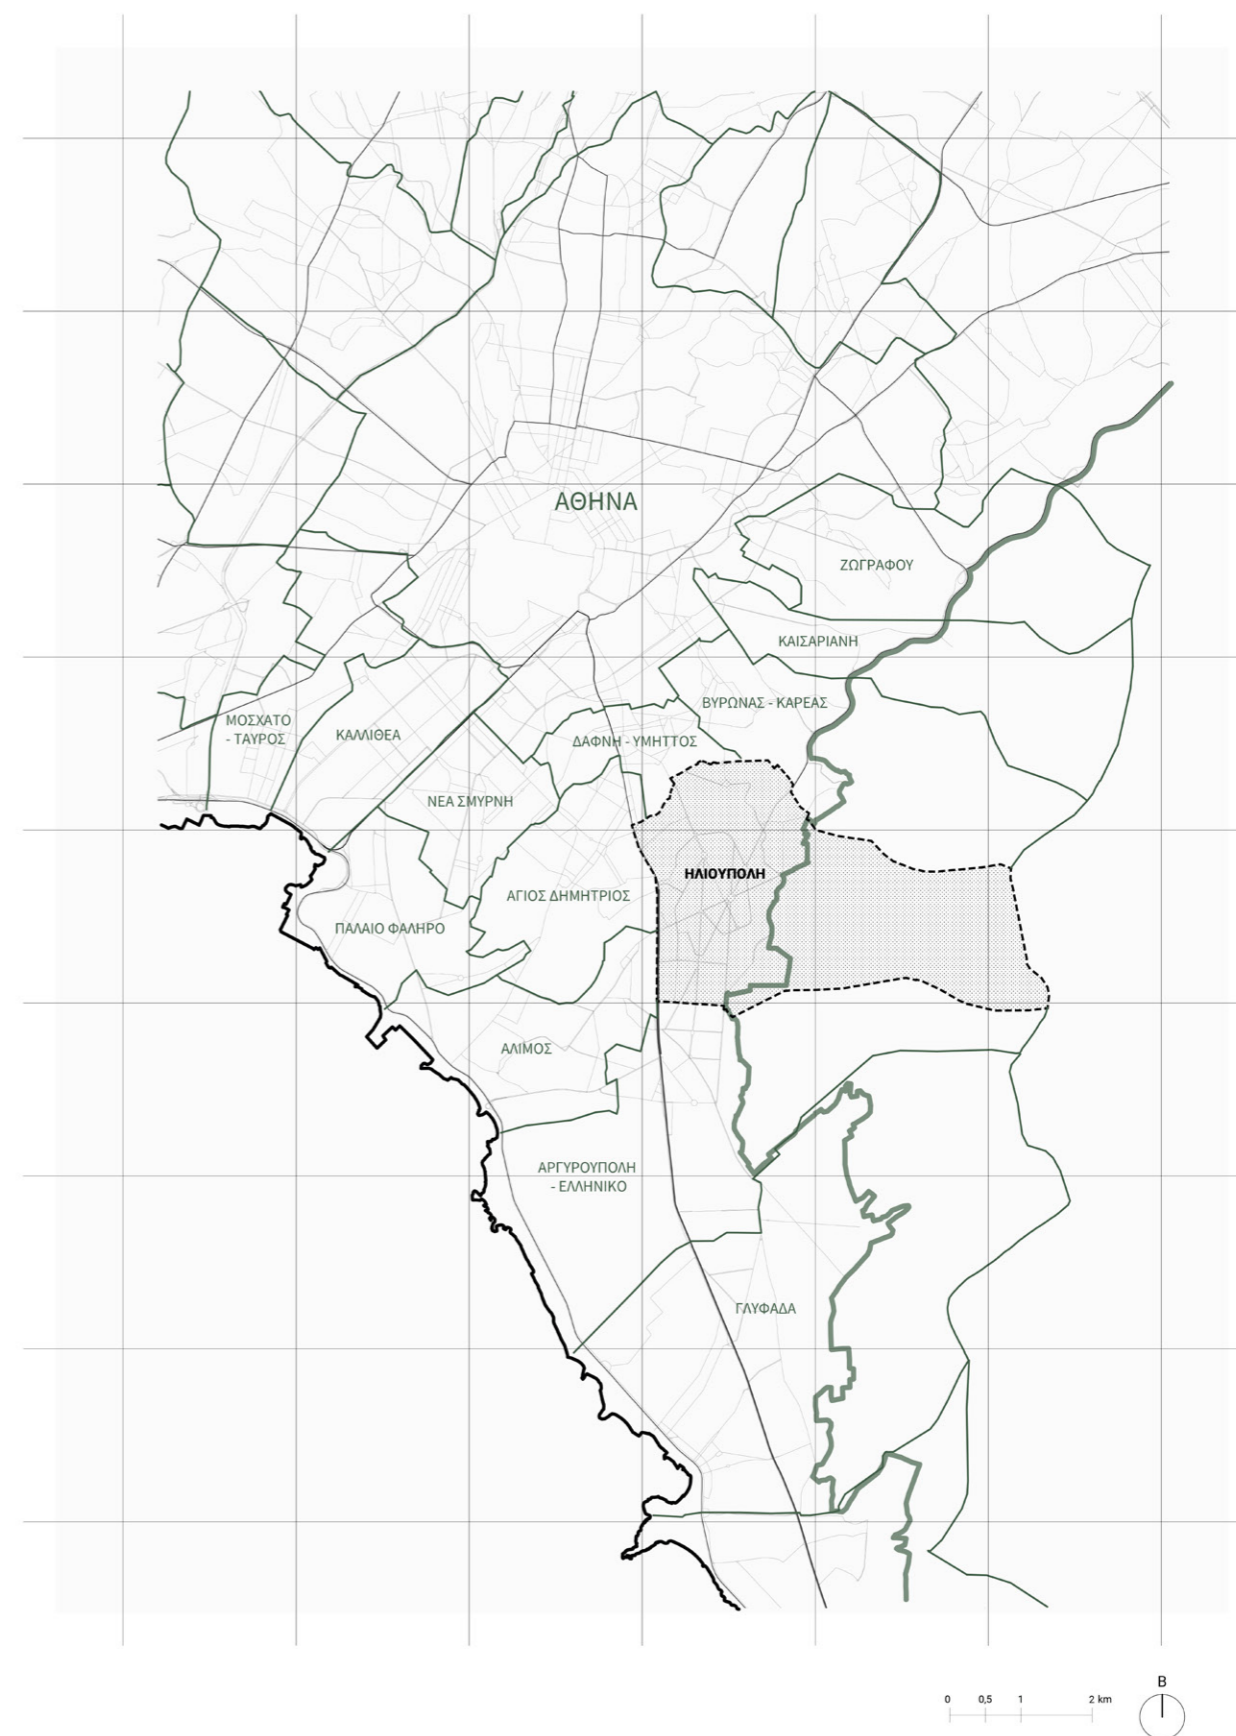 ΑΘΗΝΑ
ΖΩΓΡΑΦΟΥ
ΚΑΙΣΑΡΙΑΝΗ
ΒΥΡΩΝΑΣ - ΚΑΡΕΑΣ
ΜΟΣΧΑΤΟ
- ΤΑΥΡΟΣ
ΚΑΛΛΙΘΕΑ
ΔΑΦΝΗ - ΥΜΗΤΤΟΣ
ΝΕΑ ΣΜΥΡΝΗ
ΗΛΙΟΥΠΟΛΗ
ΑΓΙΟΣ ΔΗΜΗΤΡΙΟΣ
ΠΑΛΑΙΟ ΦΑΛΗΡΟ
ΑΛΙΜΟΣ
ΑΡΓΥΡΟΥΠΟΛΗ
- ΕΛΛΗΝΙΚΟ
ΓΛΥΦΑΔΑ
Β
0 0,5 1 2 km